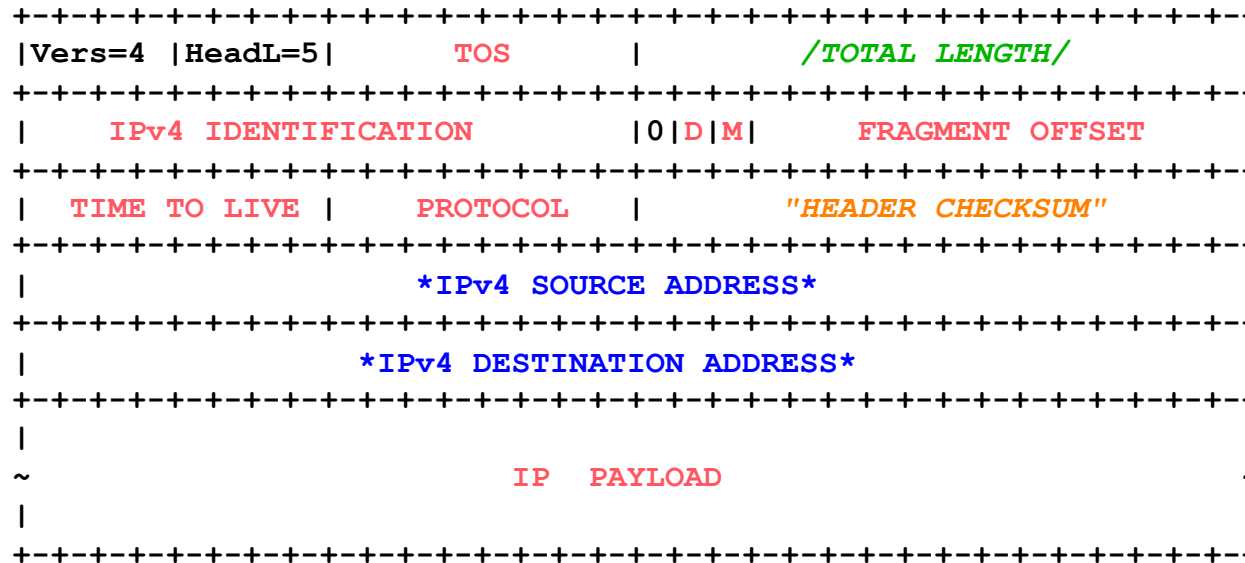 +-+-+-+-+-+-+-+-+-+-+-+-+-+-+-+-+-+-+-+-+-+-+-+-+-+-+-+-+-+-+-+-+-
|Vers=4 |HeadL=5|      TOS      |        /TOTAL LENGTH/
+-+-+-+-+-+-+-+-+-+-+-+-+-+-+-+-+-+-+-+-+-+-+-+-+-+-+-+-+-+-+-+-+-
|    IPv4 IDENTIFICATION        |0|D|M|     FRAGMENT OFFSET
+-+-+-+-+-+-+-+-+-+-+-+-+-+-+-+-+-+-+-+-+-+-+-+-+-+-+-+-+-+-+-+-+-
|  TIME TO LIVE |    PROTOCOL   |       "HEADER CHECKSUM"
+-+-+-+-+-+-+-+-+-+-+-+-+-+-+-+-+-+-+-+-+-+-+-+-+-+-+-+-+-+-+-+-+-
|                    *IPv4 SOURCE ADDRESS*
+-+-+-+-+-+-+-+-+-+-+-+-+-+-+-+-+-+-+-+-+-+-+-+-+-+-+-+-+-+-+-+-+-
|                 *IPv4 DESTINATION ADDRESS*
+-+-+-+-+-+-+-+-+-+-+-+-+-+-+-+-+-+-+-+-+-+-+-+-+-+-+-+-+-+-+-+-+-
|
~                         IP  PAYLOAD                           ~
|
+-+-+-+-+-+-+-+-+-+-+-+-+-+-+-+-+-+-+-+-+-+-+-+-+-+-+-+-+-+-+-+-+-